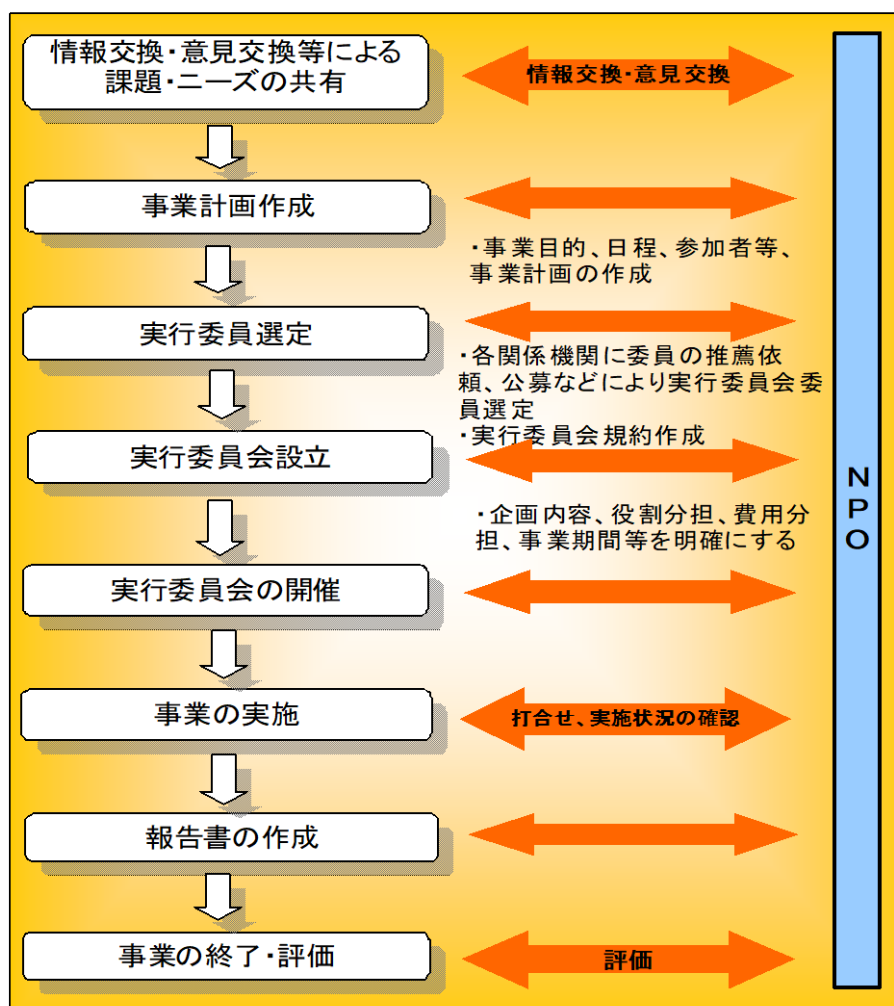 情報交換・意見交換等による
課題・ニーズの共有
情報交換・意見交換
事業計画作成
・事業目的、日程、参加者等、
事業計画の作成
実行委員選定
・各関係機関に委員の推薦依
頼、公募などにより実行委員会委
員選定
・実行委員会規約作成
実行委員会設立
・企画内容、役割分担、費用分
担、事業期間等を明確にする
実行委員会の開催
事業の実施
打合せ、実施状況の確認
報告書の作成
事業の終了・評価
評価
NPO